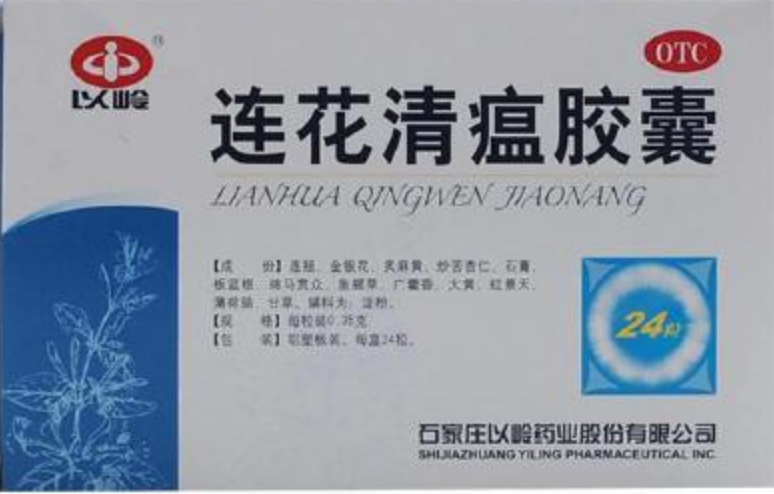 以岭
®
OTC
连花清瘟胶囊
LIANHUA QINGWEN JIAONANG
【成 份】连翘、金银花、炙麻黄、炒苦杏仁、石膏、
板蓝根、绵马贯众、鱼腥草、广藿香、大黄、红景天、
薄荷脑、甘草。辅料为：淀粉。
【规 格】每粒装0.35克
【包 装】铝塑板装。每盒24粒。
24粒
石家庄以岭药业股份有限公司
SHIJIAZHUANG YILING PHARMACEUTICAL INC.